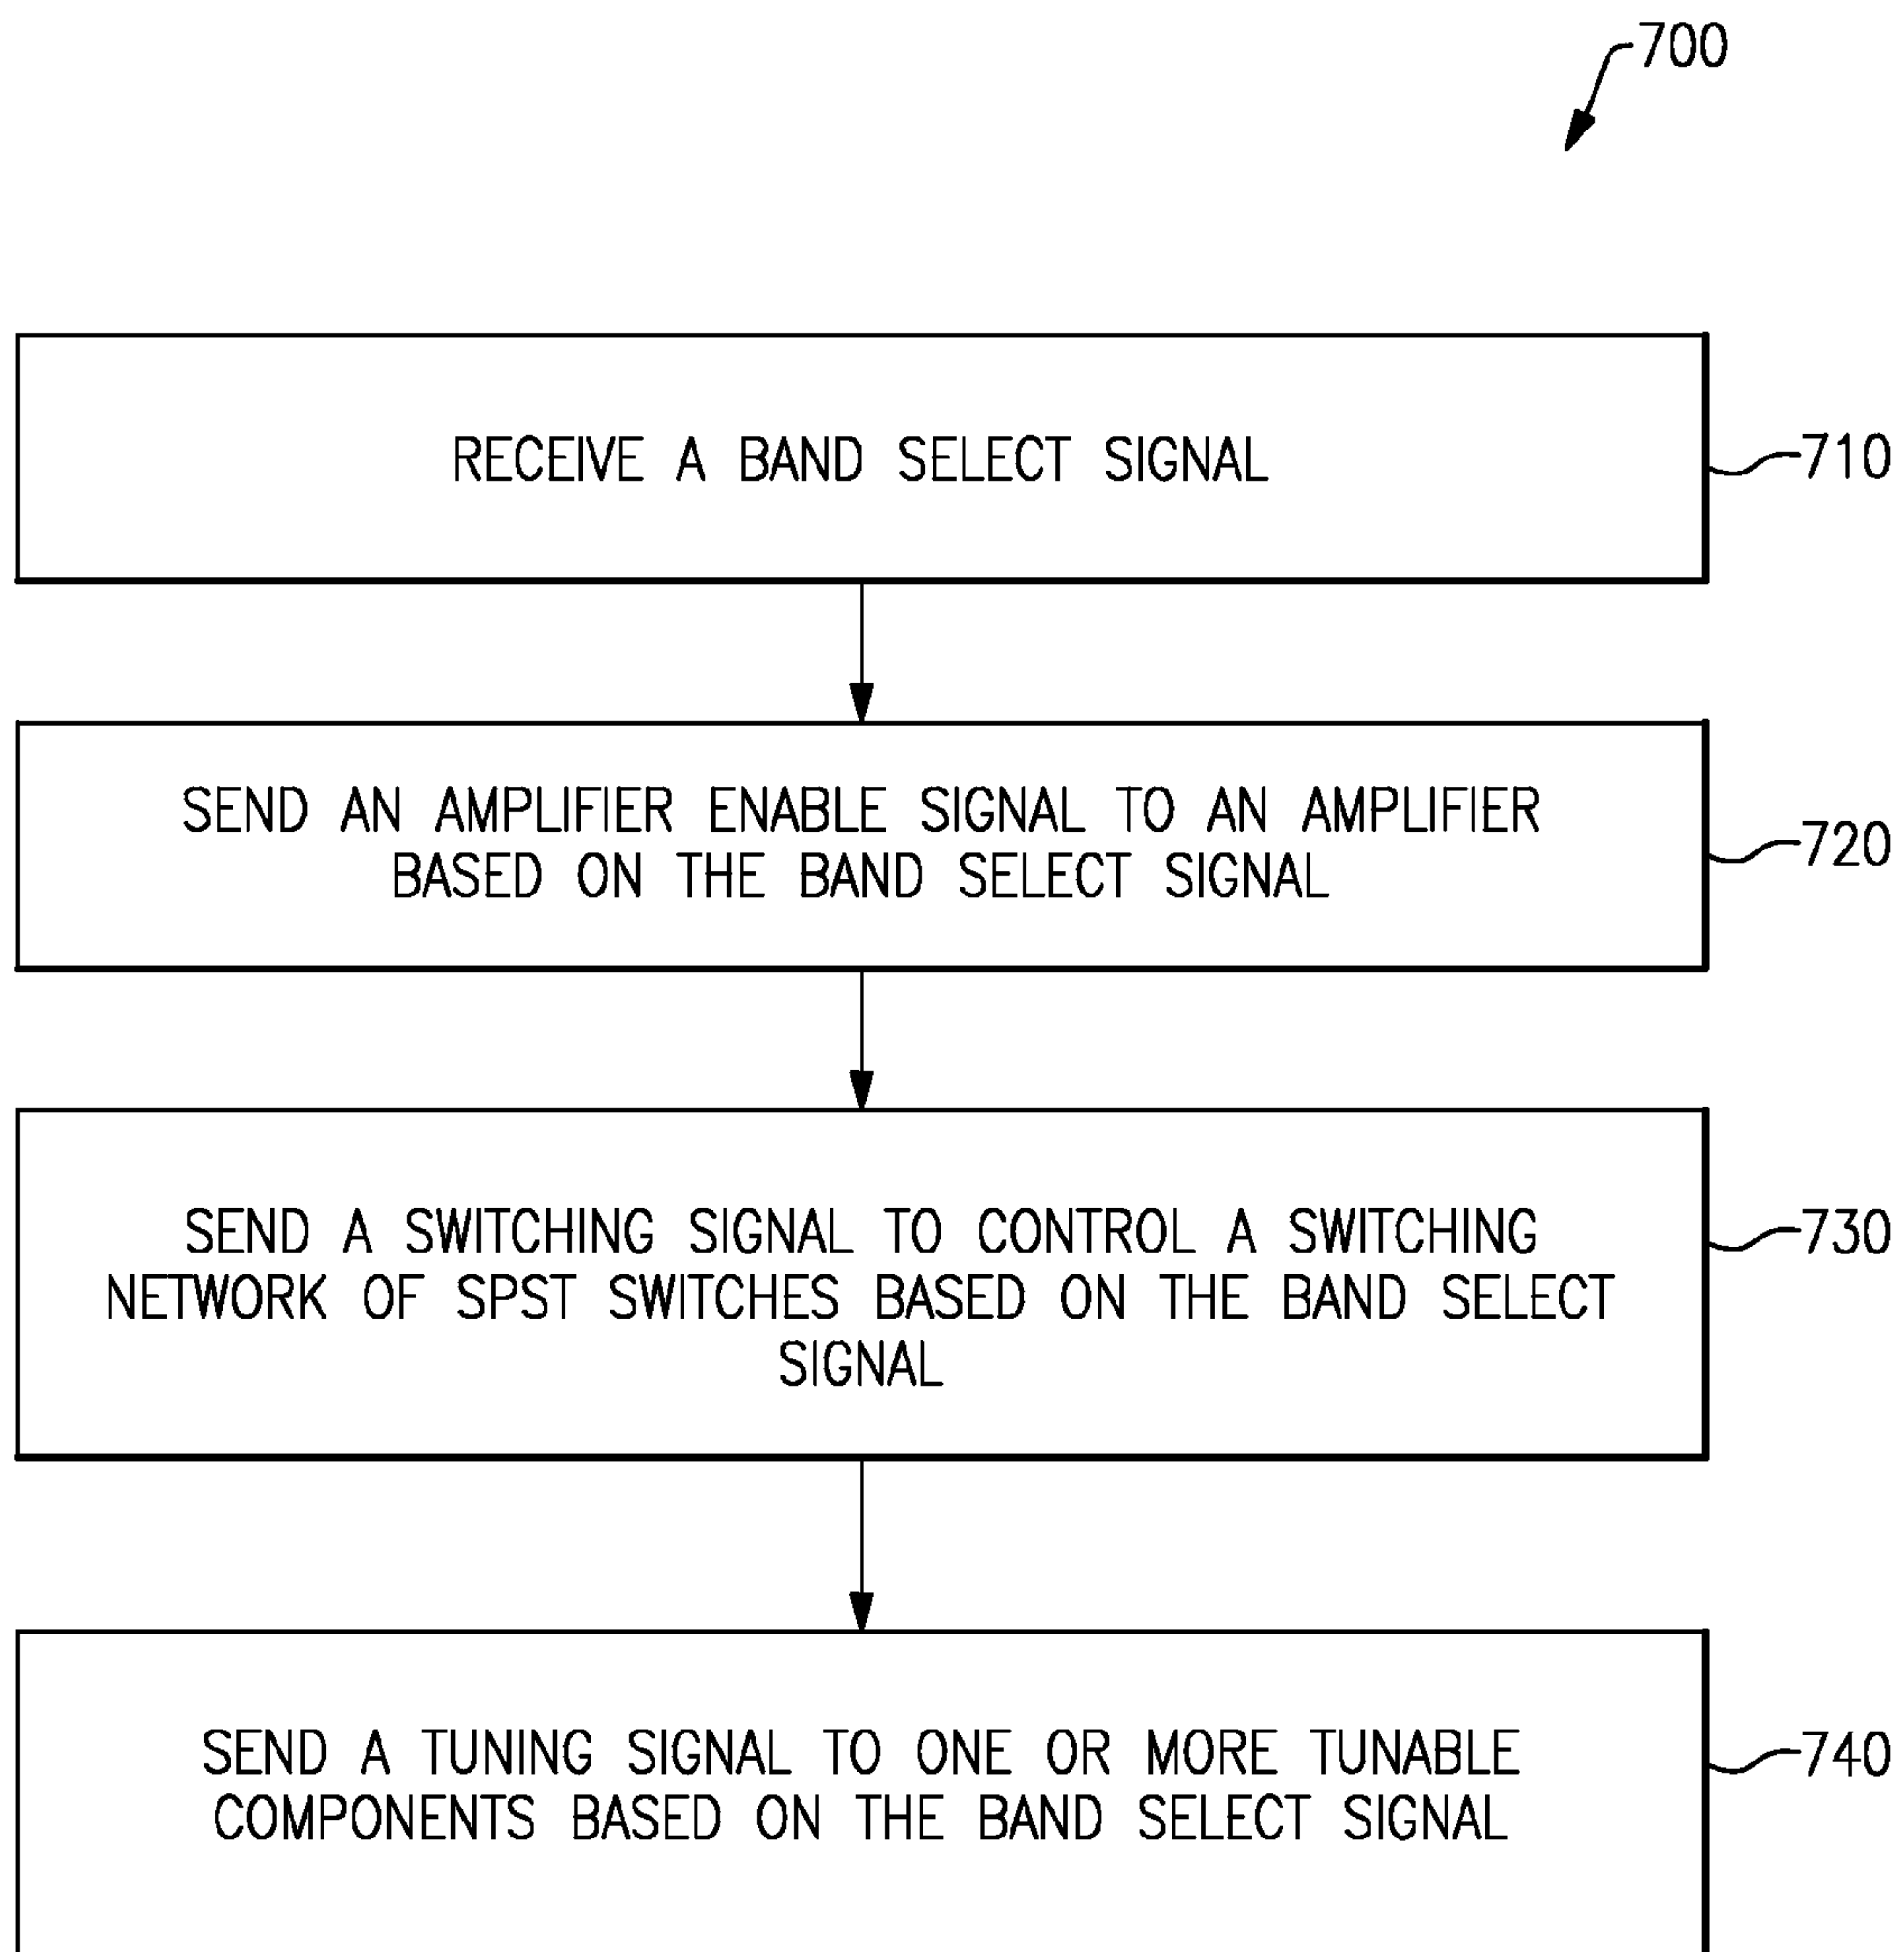 700
RECEIVE A BAND SELECT SIGNAL
710
SEND AN AMPLIFIER ENABLE SIGNAL TO AN AMPLIFIER
BASED ON THE BAND SELECT SIGNAL
720
SEND A SWITCHING SIGNAL TO CONTROL A SWITCHING
NETWORK OF SPST SWITCHES BASED ON THE BAND SELECT
SIGNAL
730
SEND A TUNING SIGNAL TO ONE OR MORE TUNABLE
COMPONENTS BASED ON THE BAND SELECT SIGNAL
740